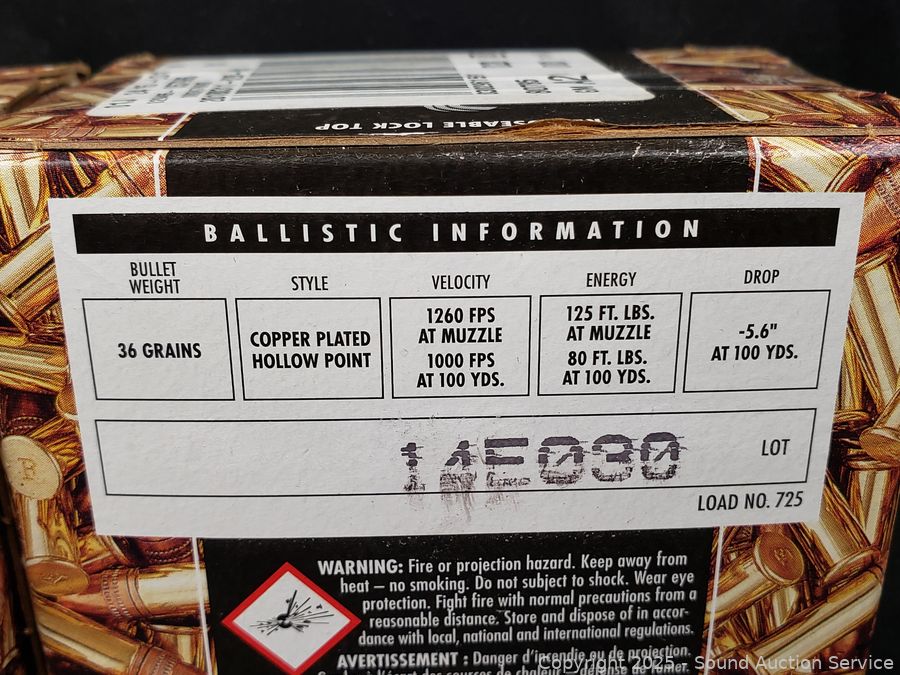 REUSEABLE LOCK TOP
BALLISTIC INFORMATION
BULLET
WEIGHT
STYLE
VELOCITY
ENERGY
DROP
36 GRAINS
COPPER PLATED
HOLLOW POINT
1260 FPS
AT MUZZLE
1000 FPS
AT 100 YDS.
125 FT. LBS.
AT MUZZLE
80 FT. LBS.
AT 100 YDS.
-5.6"
AT 100 YDS.
14E030
LOT
LOAD NO. 725
WARNING: Fire or projection hazard. Keep away from
heat – no smoking. Do not subject to shock. Wear eye
protection. Fight fire with normal precautions from a
reasonable distance. Store and dispose of in accor-
dance with local, national and international regulations.
AVERTISSEMENT : Danger d'incendie ou de projection.
Copyright 2025 - Sound Auction Service